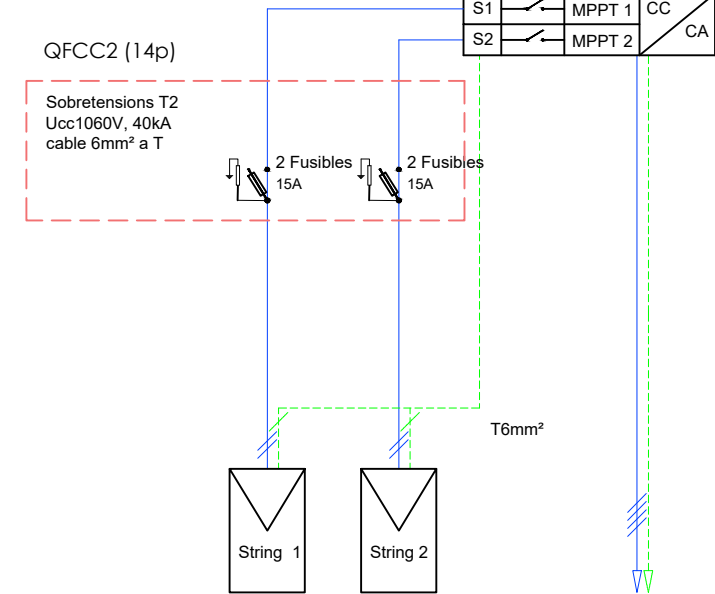 S1
MPPT 1
CC
S2
MPPT 2
CA
QFCC2 (14p)
Sobretensions T2
Ucc1060V, 40kA
cable 6mm² a T
2 Fusibles
15A
2 Fusibles
15A
T6mm²
String 1
String 2